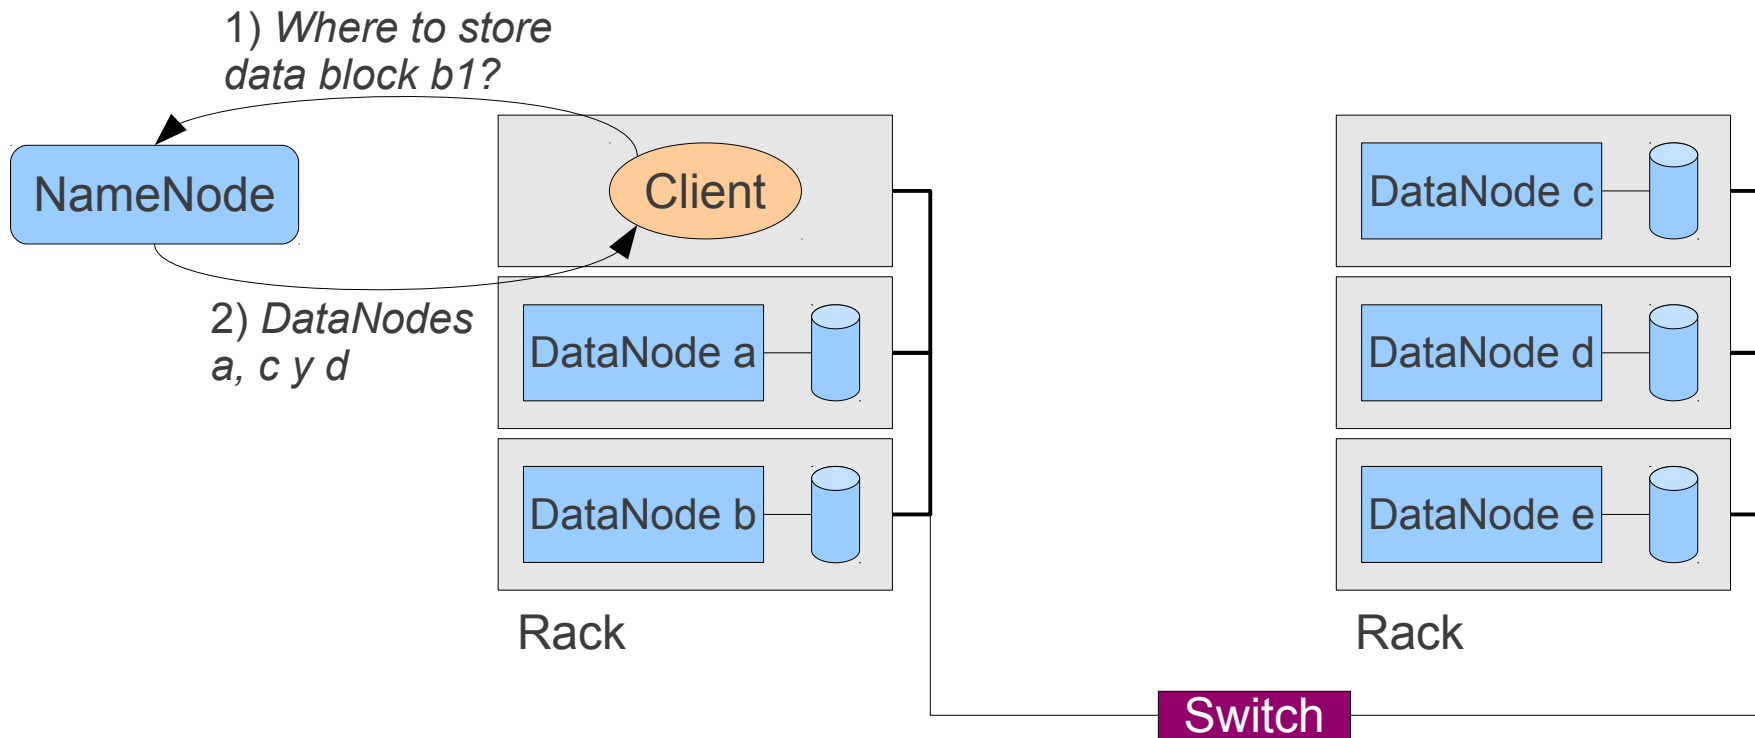 1) Where to store
data block b1?
NameNode
Client
DataNode c
2) DataNodes
a, c y d
DataNode a
DataNode d
DataNode b
DataNode e
Rack
Rack
Switch